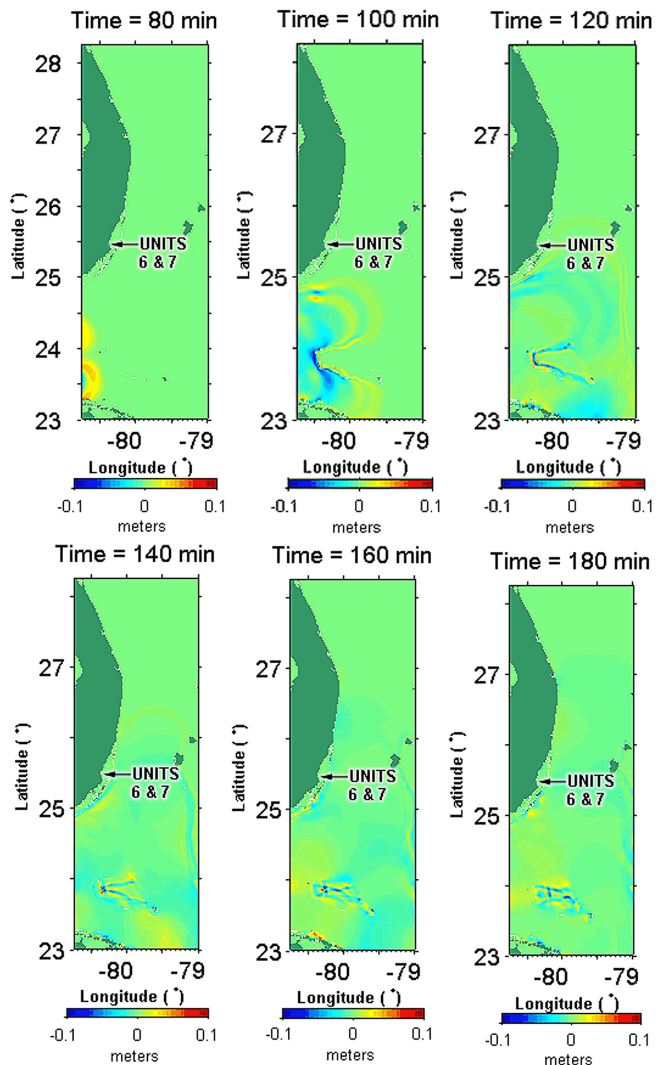 Time = 80 min
Time = 100 min
Time = 120 min
28
27
26
25
24
23
Latitude ( ° )
UNITS
6 & 7
-80
-79
Longitude ( ° )
-0.1
0
0.1
meters
27
25
23
Latitude ( ° )
UNITS
6 & 7
-80
-79
Longitude ( ° )
-0.1
0
0.1
meters
27
25
23
Latitude ( ° )
UNITS
6 & 7
-80
-79
Longitude ( ° )
-0.1
0
0.1
meters
Time = 140 min
Time = 160 min
Time = 180 min
27
25
23
Latitude ( ° )
UNITS
6 & 7
-80
-79
Longitude ( ° )
-0.1
0
0.1
meters
27
25
23
Latitude ( ° )
UNITS
6 & 7
-80
-79
Longitude ( ° )
-0.1
0
0.1
meters
27
25
23
Latitude ( ° )
UNITS
6 & 7
-80
-79
Longitude ( ° )
-0.1
0
0.1
meters